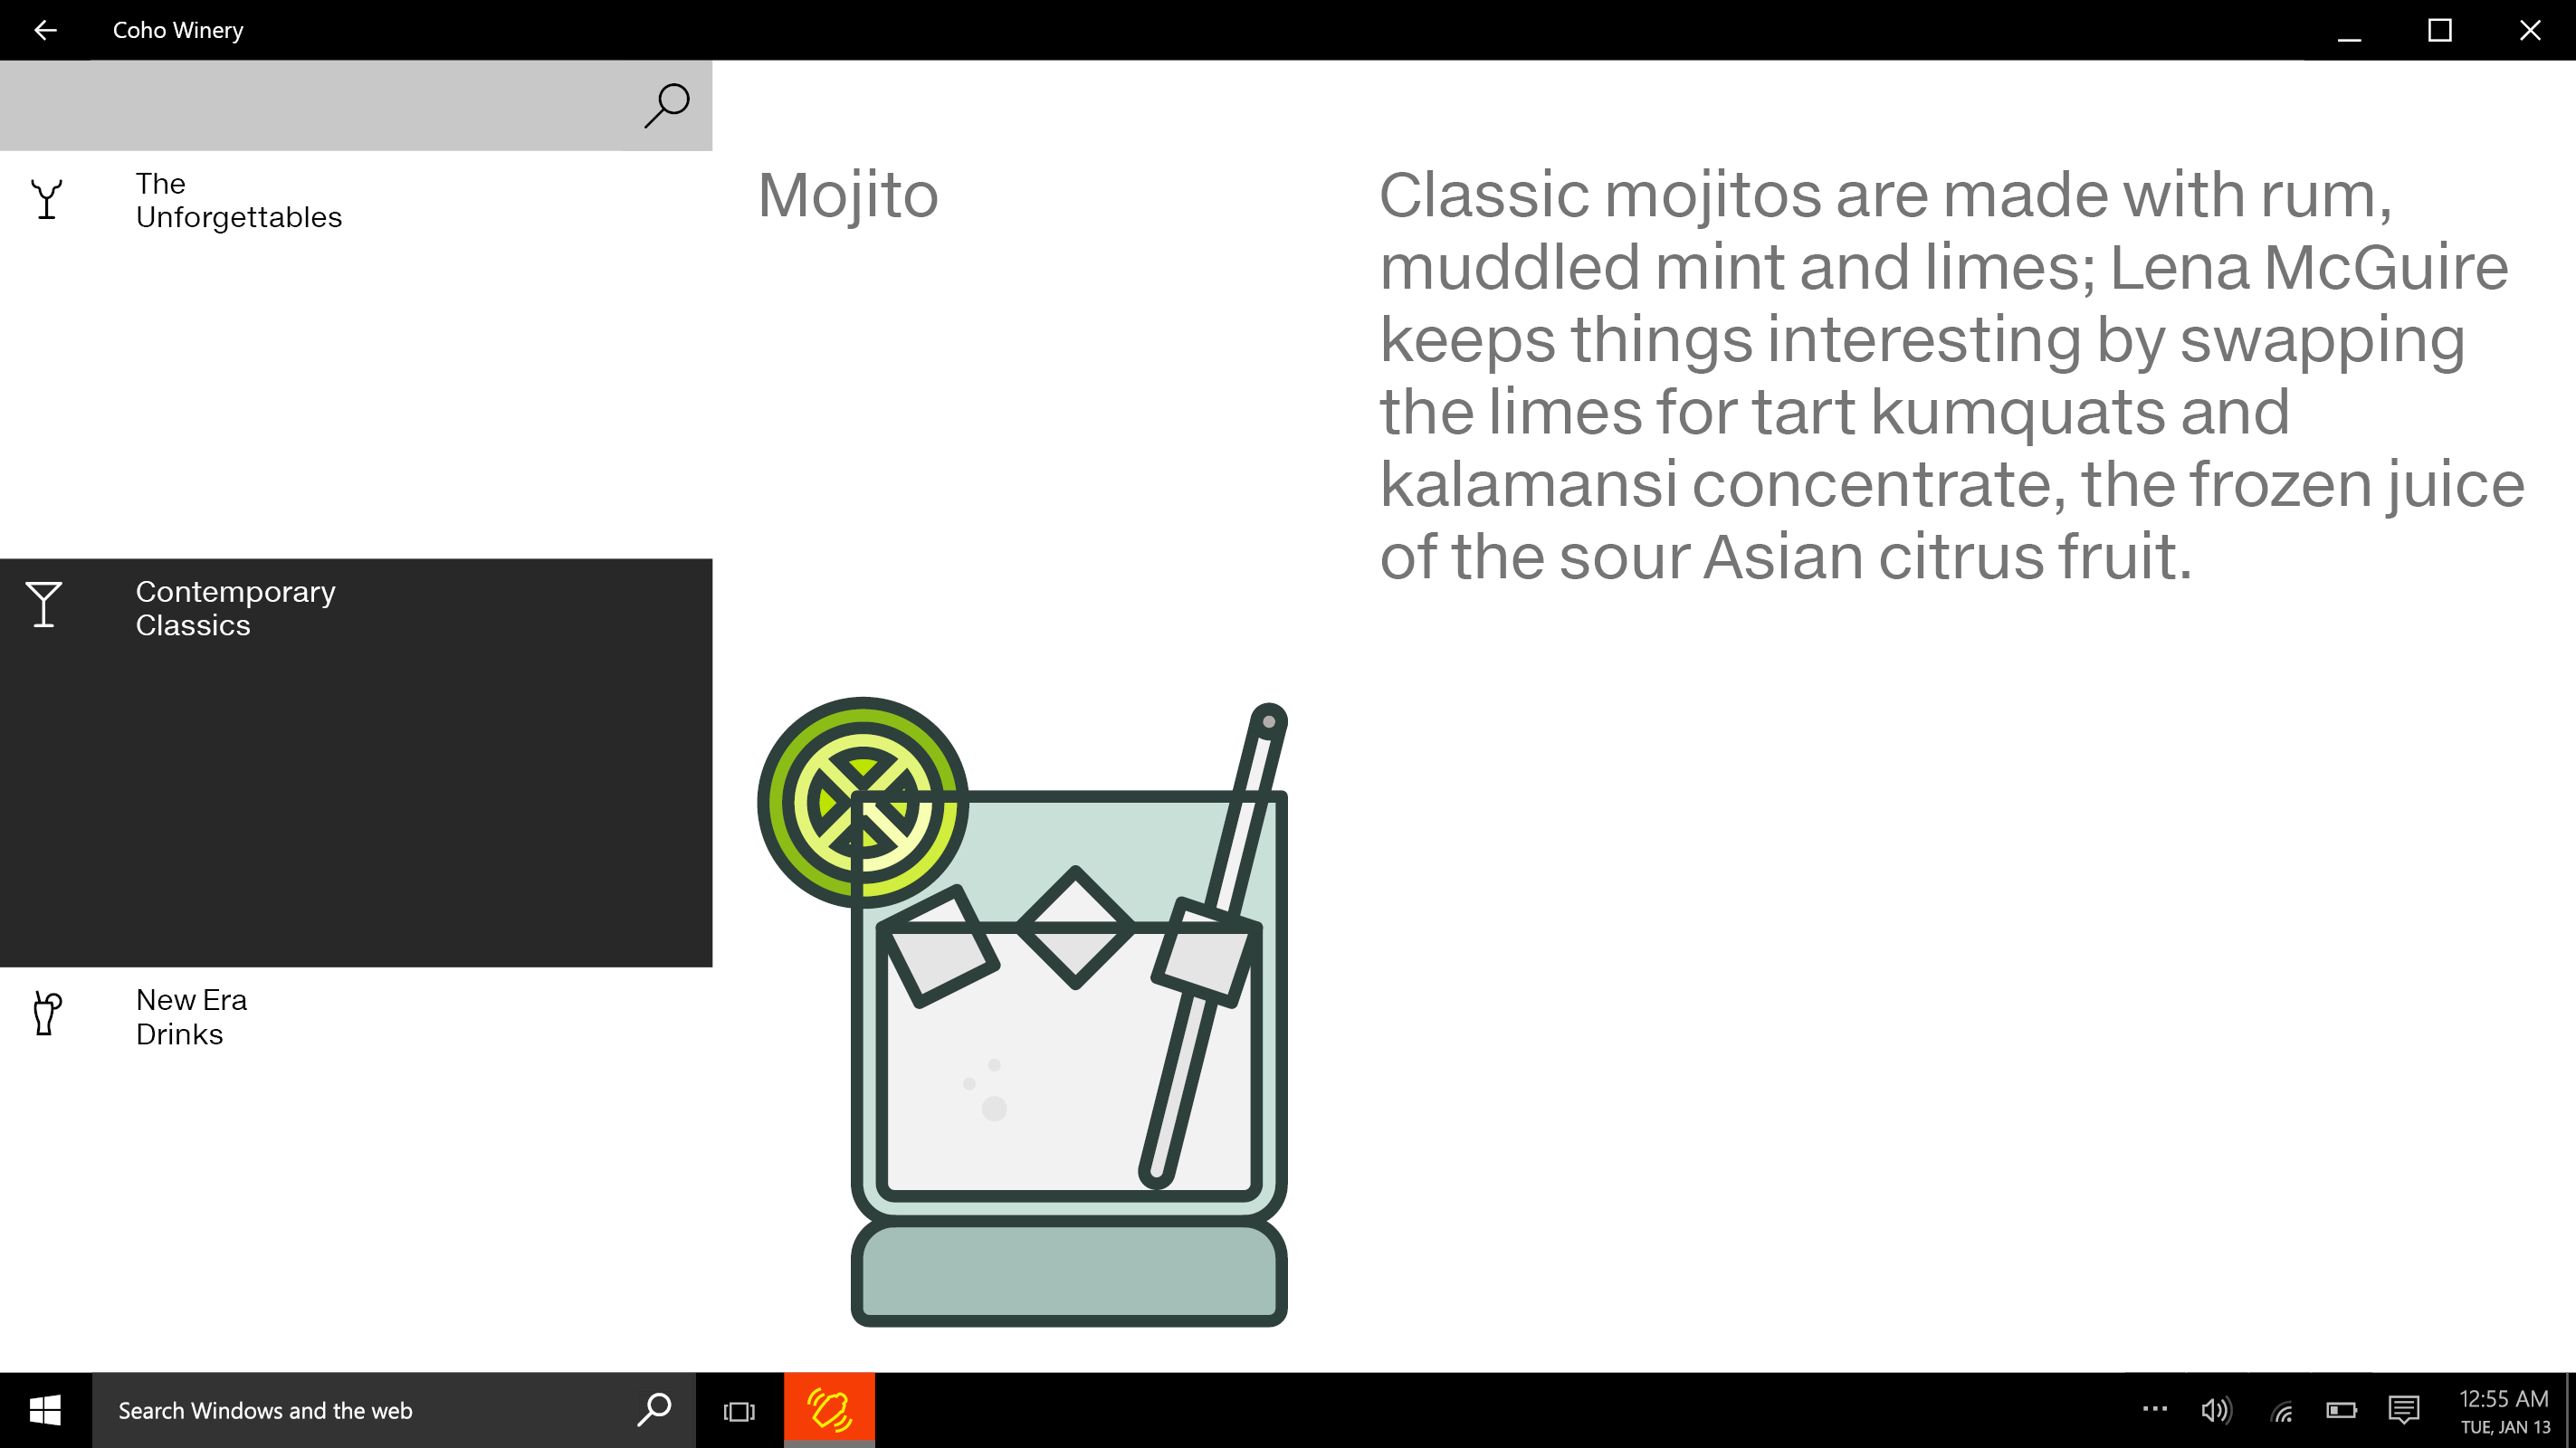 Coho Winery
The
Unforgettables
Contemporary
Classics
New Era
Drinks
Mojito
Classic mojitos are made with rum,
muddled mint and limes; Lena McGuire
keeps things interesting by swapping
the limes for tart kumquats and
kalamansi concentrate, the frozen juice
of the sour Asian citrus fruit.
Search Windows and the web
12:55 AM
TUE, JAN 13